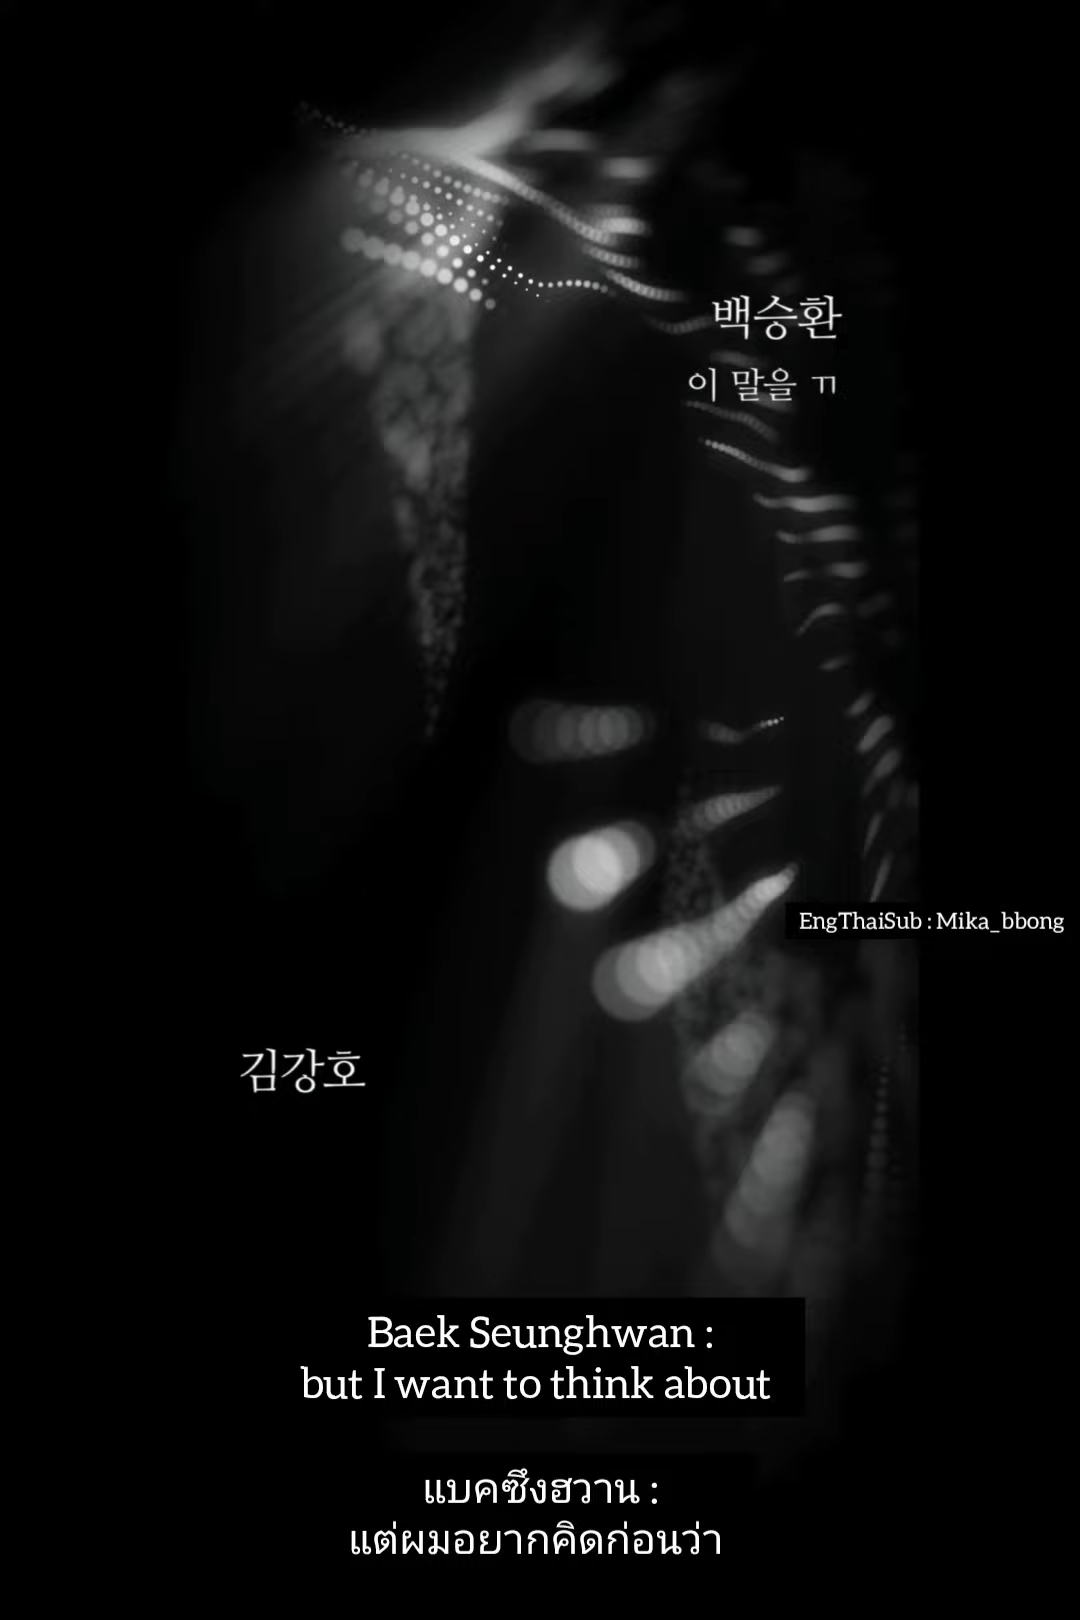 백승환
이 말을 ㄲ
EngThaiSub : Mika_bbong
김강호
Baek Seunghwan :
but I want to think about
แบคซึงฮวาน :
แต่ผมอยากคิดก่อนว่า